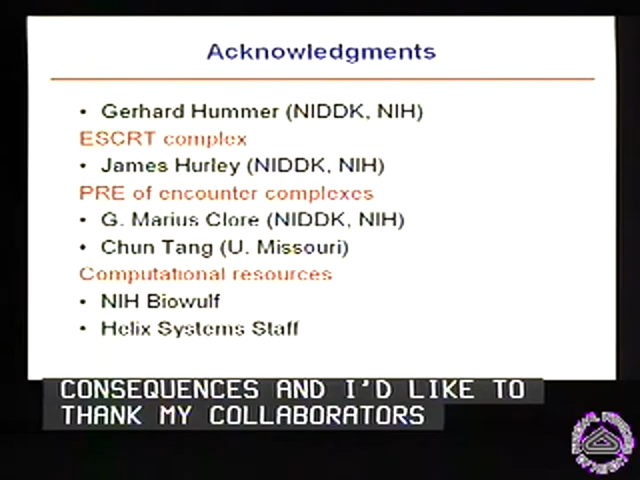 Acknowledgments
• Gerhard Hummer (NIDDK, NIH)
ESCRT complex
• James Hurley (NIDDK, NIH)
PRE of encounter complexes
• G. Marius Clore (NIDDK, NIH)
• Chun Tang (U. Missouri)
Computational resources
• NIH Biowulf
• Helix Systems Staff
CONSEQUENCES AND I'D LIKE TO
THANK MY COLLABORATORS